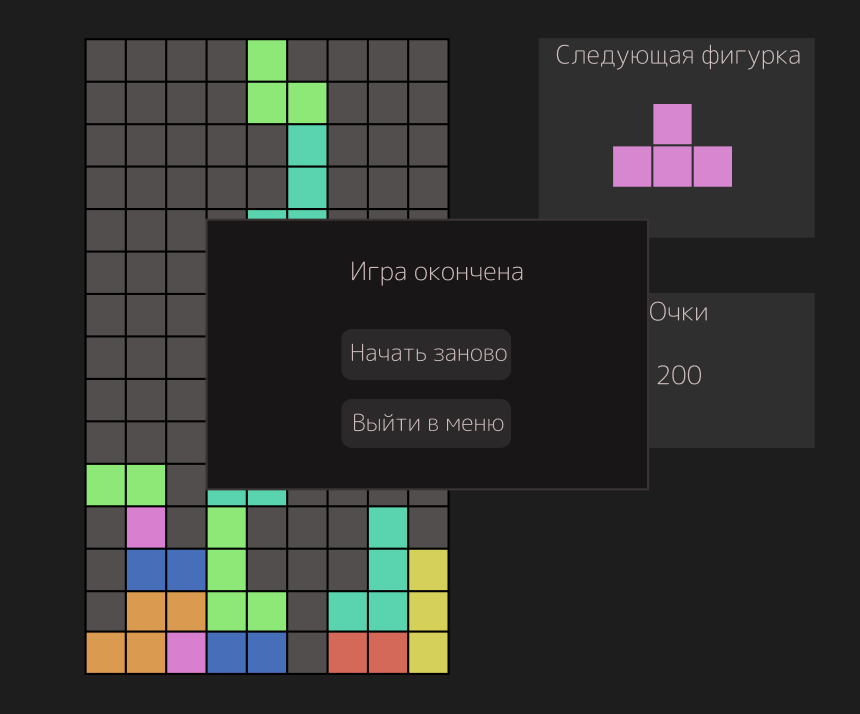 Следующая фигурка
Игра окончена
Очки
Начать заново
200
Выйти в меню